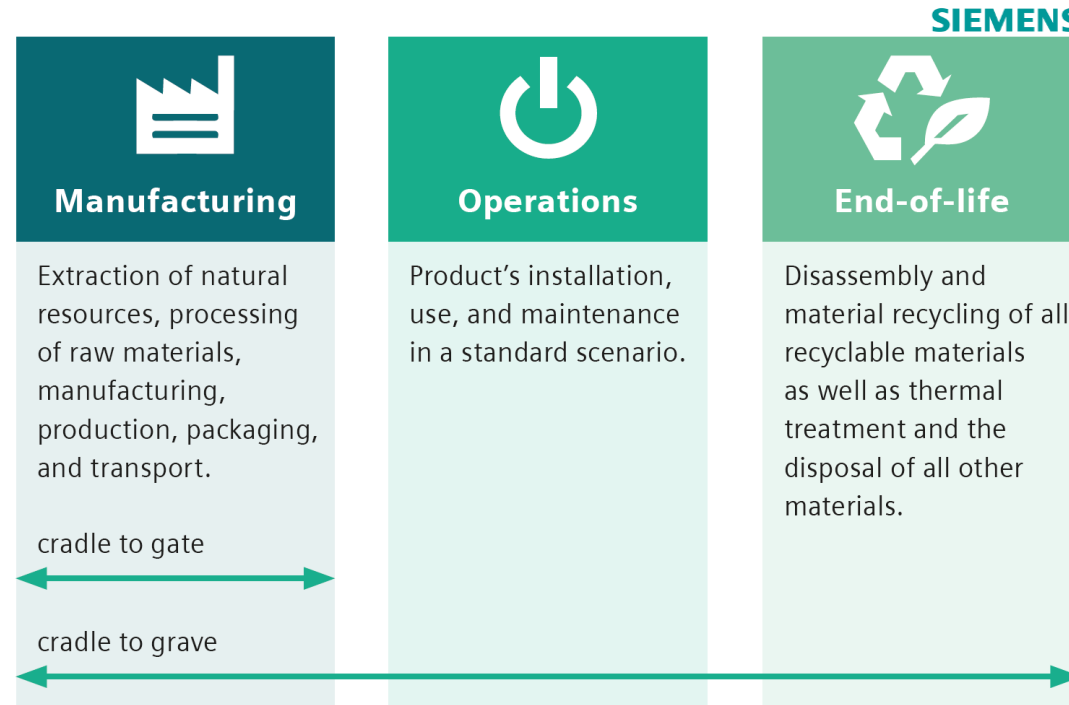 SIEMENS
Manufacturing
Extraction of natural
resources, processing
of raw materials,
manufacturing,
production, packaging,
and transport.
cradle to gate
cradle to grave
Operations
Product’s installation,
use, and maintenance
in a standard scenario.
End-of-life
Disassembly and
material recycling of all
recyclable materials
as well as thermal
treatment and the
disposal of all other
materials.